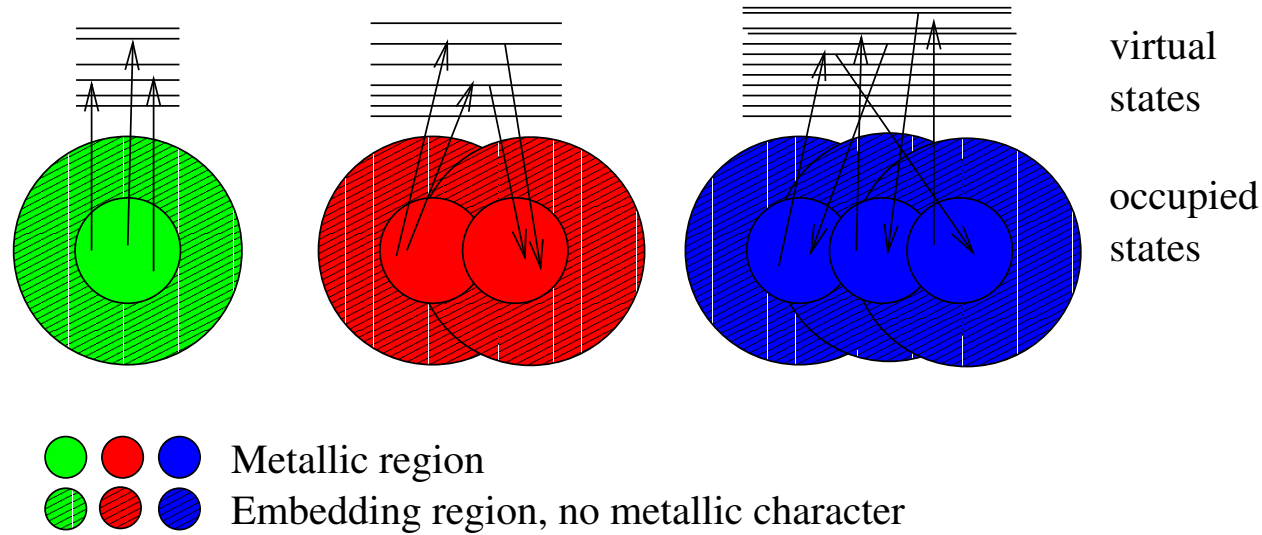 virtual
states
occupied
states
Metallic region
Embedding region, no metallic character